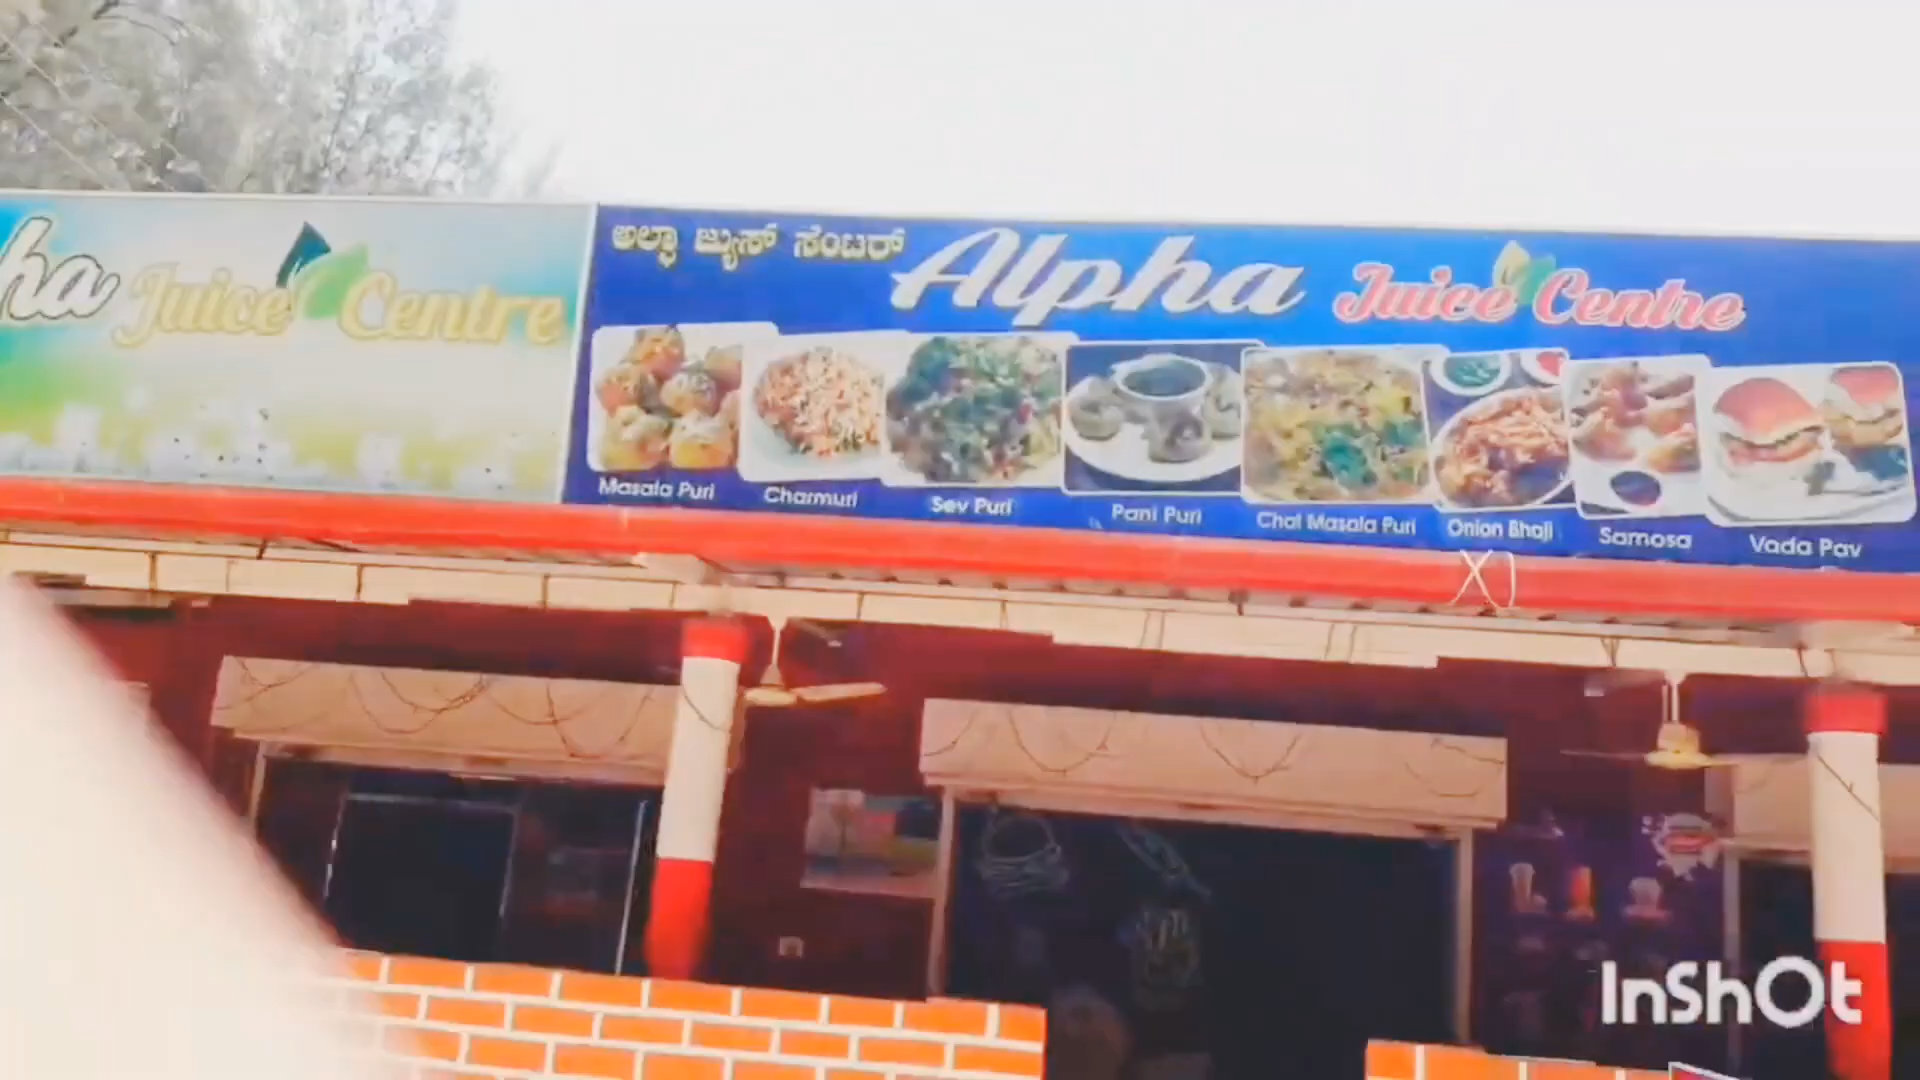 ha
Juice Centre
ಅಲ್ಫಾ ಜ್ಯುಸ್ ಸೆಂಟರ್
Alpha Juice Centre
Masala Puri
Charmuri
Sev Puri
Pani Puri
Chat Masala Puri
Onion Bhaji
Samosa
Vada Pav
InShOt